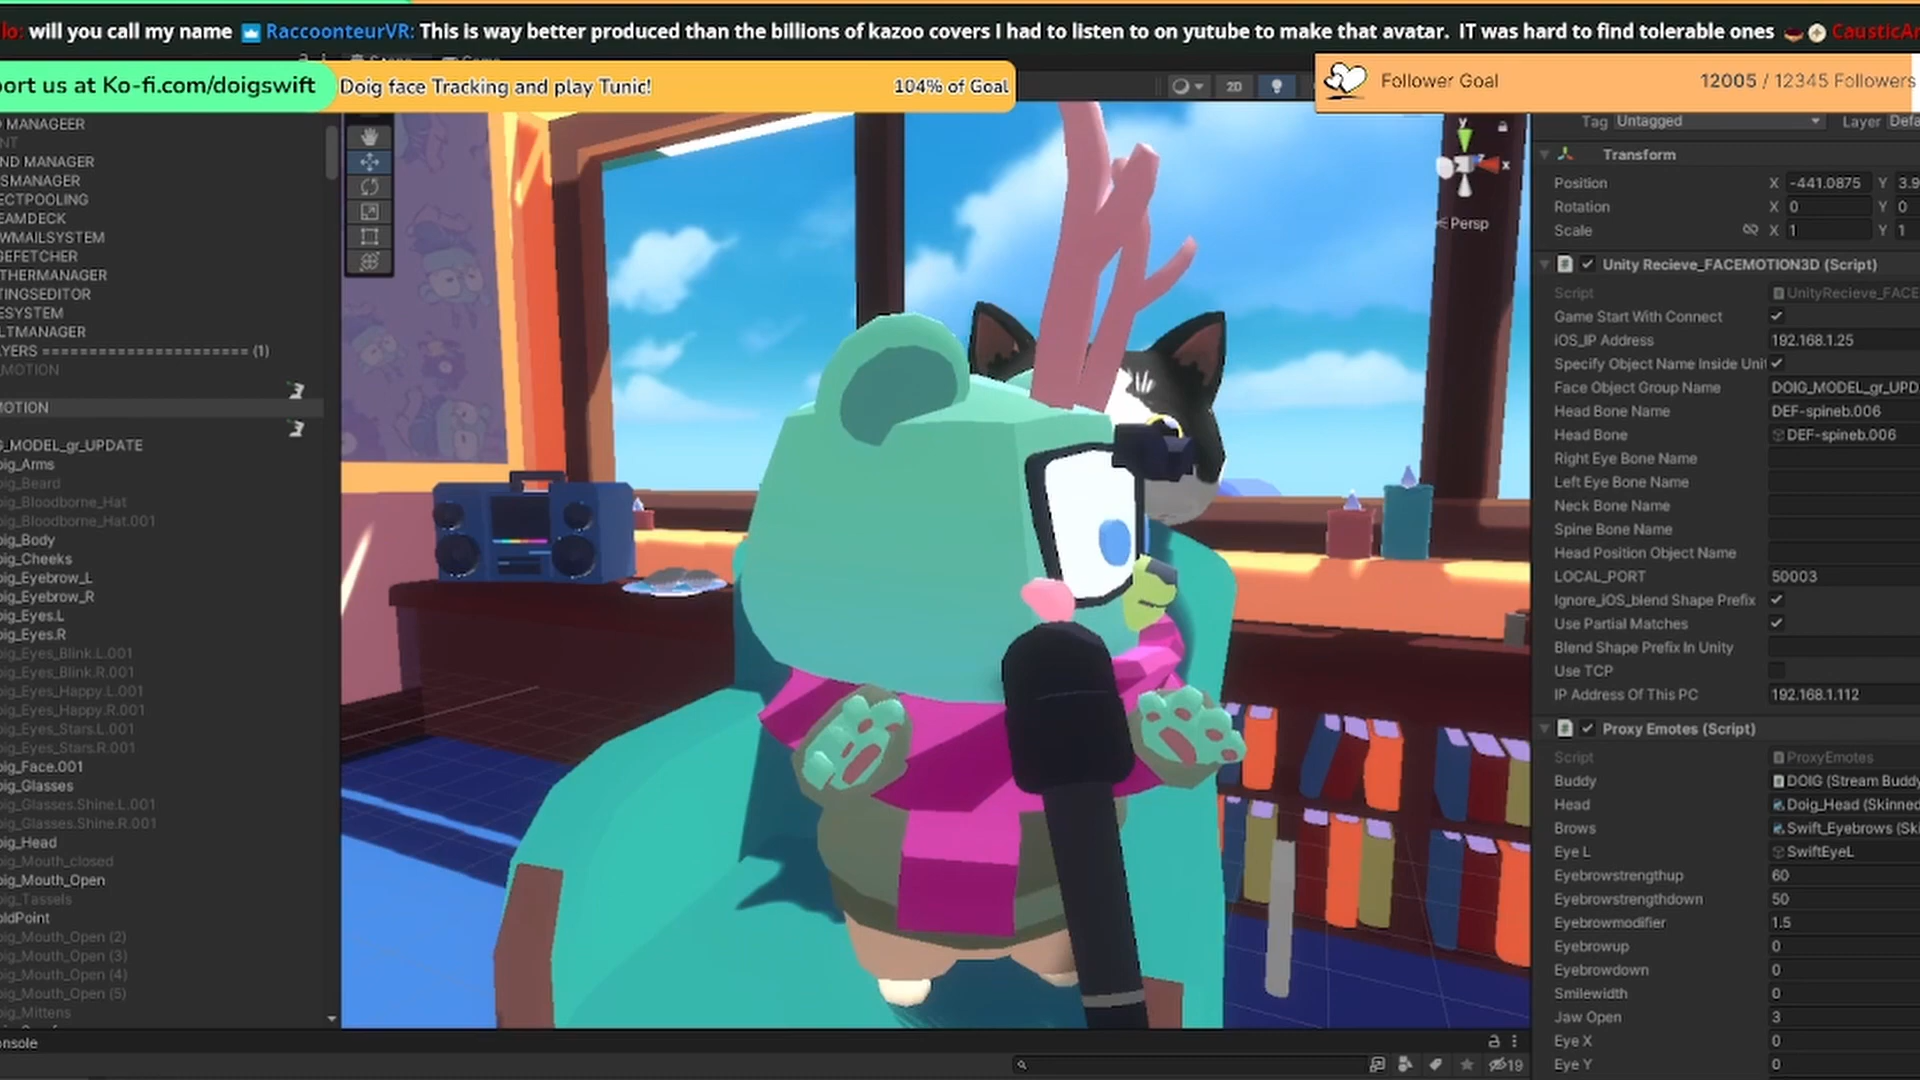 lo: will you call my name RaccoonteurVR: This is way better produced than the billions of kazoo covers I had to listen to on yutube to make that avatar. IT was hard to find tolerable ones CausticAr
ort us at Ko-fi.com/doigswift
Doig face Tracking and play Tunic!
104% of Goal
Follower Goal
12005 / 12345 Followers
2D
D MANAGEER
NT
ND MANAGER
SMANAGER
ECTPOOLING
EAMDECK
WMAILSYSTEM
GEFETCHER
THERMANAGER
TINGSEDITOR
ESYSTEM
LTMANAGER
AYERS ====================== (1)
_MOTION
MOTION
G_MODEL_gr_UPDATE
oig_Arms
oig_Beard
oig_Bloodborne_Hat
oig_Bloodborne_Hat.001
oig_Body
oig_Cheeks
oig_Eyebrow_L
oig_Eyebrow_R
oig_Eyes.L
oig_Eyes.R
oig_Eyes_Blink.L.001
oig_Eyes_Blink.R.001
oig_Eyes_Happy.L.001
oig_Eyes_Happy.R.001
oig_Eyes_Stars.L.001
oig_Eyes_Stars.R.001
oig_Face.001
oig_Glasses
oig_Glasses.Shine.L.001
oig_Glasses.Shine.R.001
oig_Head
oig_Mouth_closed
oig_Mouth_Open
oig_Tassels
oldPoint
oig_Mouth_Open (2)
oig_Mouth_Open (3)
oig_Mouth_Open (4)
oig_Mouth_Open (5)
oig_Mittens
onsole
y
x
Persp
19
Tag Untagged Layer Defa
Transform
Position X -441.0875 Y 3.9
Rotation X 0 Y 0
Scale X 1 Y 1
Unity Recieve_FACEMOTION3D (Script)
Script UnityRecieve_FACE
Game Start With Connect
iOS_IP Address 192.168.1.25
Specify Object Name Inside Unit
Face Object Group Name DOIG_MODEL_gr_UPD
Head Bone Name DEF-spineb.006
Head Bone DEF-spineb.006
Right Eye Bone Name
Left Eye Bone Name
Neck Bone Name
Spine Bone Name
Head Position Object Name
LOCAL_PORT 50003
Ignore_iOS_blend Shape Prefix
Use Partial Matches
Blend Shape Prefix In Unity
Use TCP
IP Address Of This PC 192.168.1.112
Proxy Emotes (Script)
Script ProxyEmotes
Buddy DOIG (Stream Buddy
Head Doig_Head (Skinned
Brows Swift_Eyebrows (Ski
Eye L SwiftEyeL
Eyebrowstrengthup 60
Eyebrowstrengthdown 50
Eyebrowmodifier 1.5
Eyebrowup 0
Eyebrowdown 0
Smilewidth 0
Jaw Open 3
Eye X 0
Eye Y 0